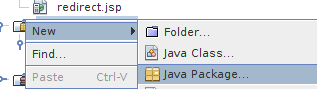 redirect.jsp
New
Folder...
Find...
Java Class...
Paste Ctrl-V
Java Package...